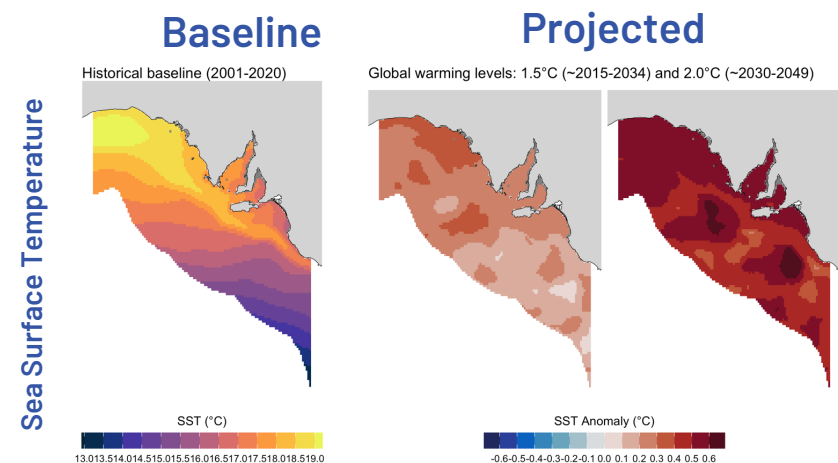 Baseline
Projected
Historical baseline (2001-2020)
Global warming levels: 1.5°C (~2015-2034) and 2.0°C (~2030-2049)
Sea Surface Temperature
SST (°C)
13.013.514.014.515.015.516.016.517.017.518.018.519.0
SST Anomaly (°C)
-0.6-0.5-0.4-0.3-0.2-0.1 0.0 0.1 0.2 0.3 0.4 0.5 0.6